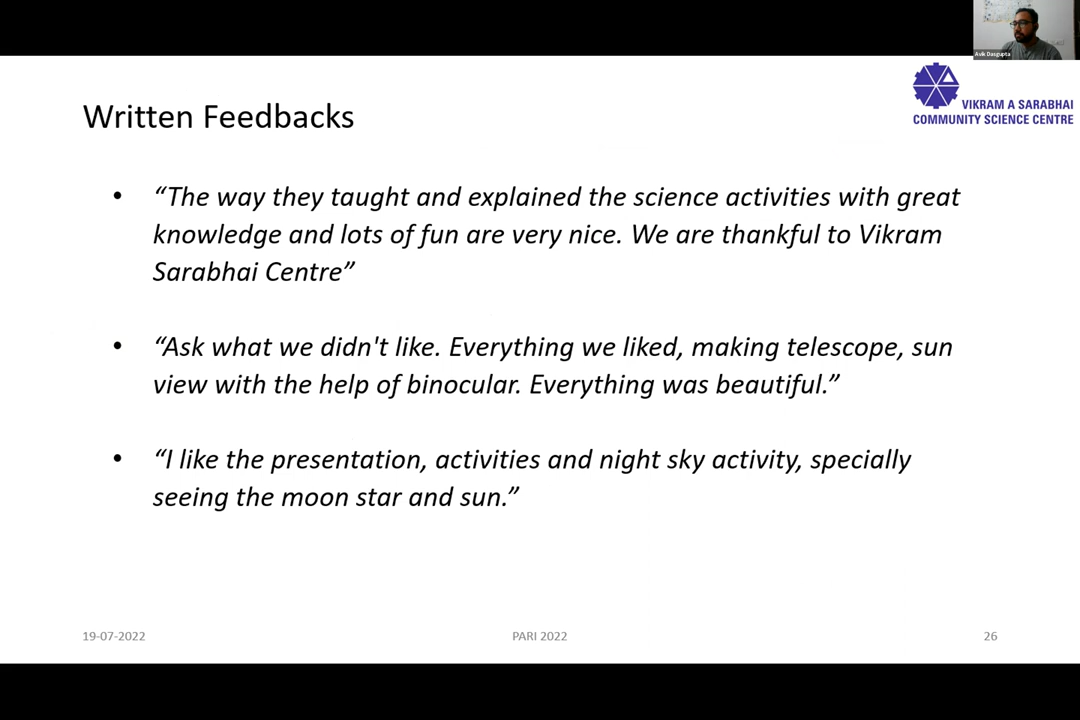 Avik Dasgupta
VIKRAM A SARABHAI
COMMUNITY SCIENCE CENTRE
Written Feedbacks
• “The way they taught and explained the science activities with great
knowledge and lots of fun are very nice. We are thankful to Vikram
Sarabhai Centre”
• “Ask what we didn't like. Everything we liked, making telescope, sun
view with the help of binocular. Everything was beautiful.”
• “I like the presentation, activities and night sky activity, specially
seeing the moon star and sun.”
19-07-2022
PARI 2022
26